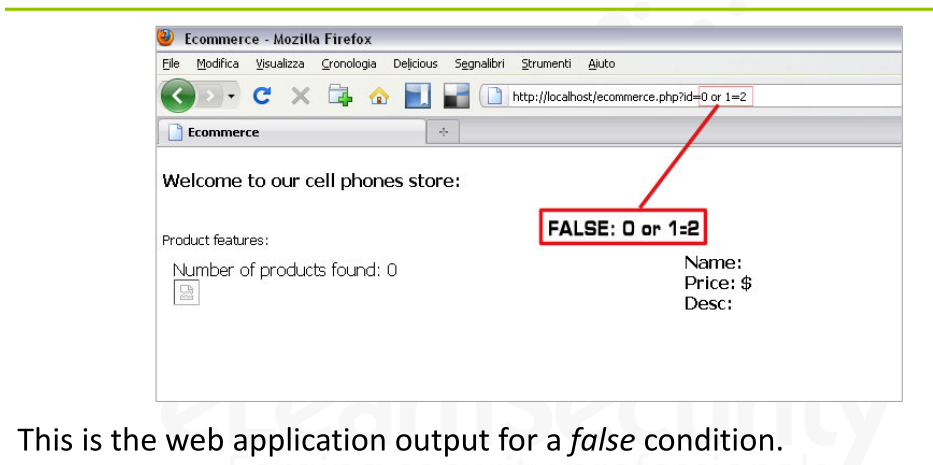 Ecommerce - Mozilla Firefox
File Modifica Visualizza Cronologia Delicious Segnalibri Strumenti Aiuto
http://localhost/ecommerce.php?id=0 or 1=2
Ecommerce
Welcome to our cell phones store:
FALSE: 0 or 1=2
Product features:
Number of products found: 0
Name:
Price: $
Desc:
eLearnSecurity
This is the web application output for a false condition.